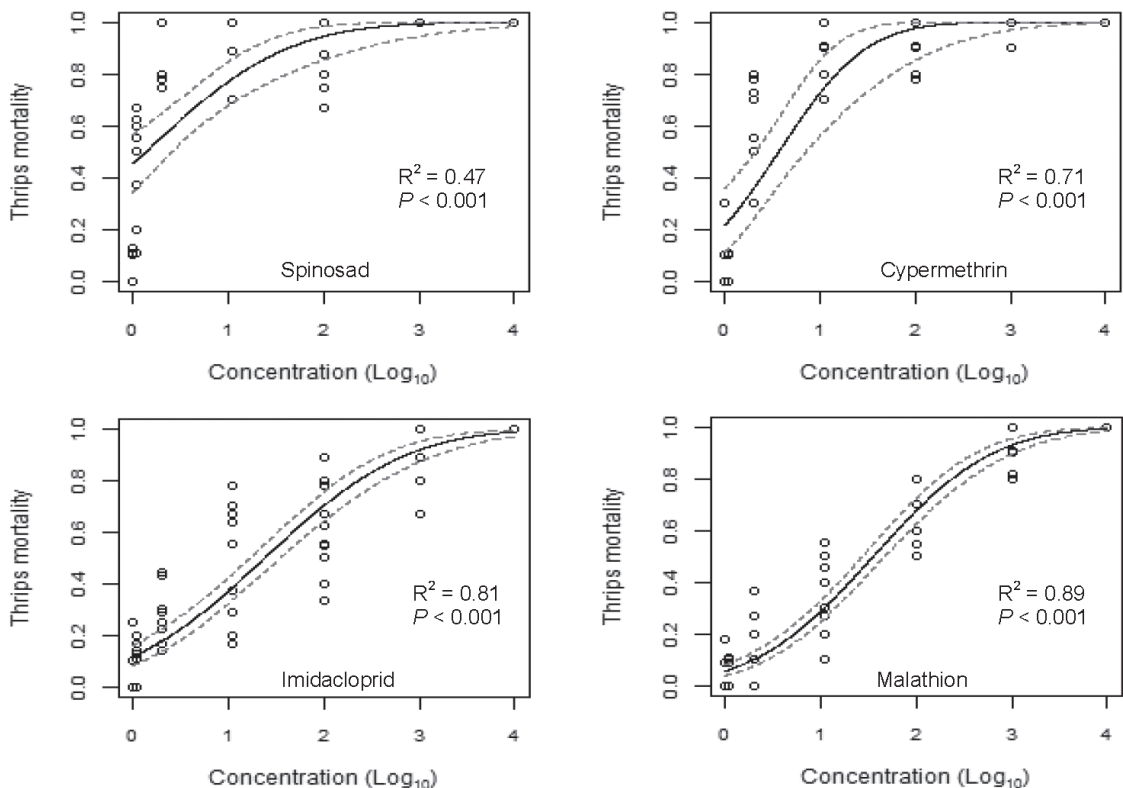 Thrips mortality
1.0
0.8
0.6
0.4
0.2
0.0
R² = 0.47
P < 0.001
Spinosad
0 1 2 3 4
Concentration (Log₁₀)
Thrips mortality
1.0
0.8
0.6
0.4
0.2
0.0
R² = 0.71
P < 0.001
Cypermethrin
0 1 2 3 4
Concentration (Log₁₀)
Thrips mortality
1.0
0.8
0.6
0.4
0.2
0.0
R² = 0.81
P < 0.001
Imidacloprid
0 1 2 3 4
Concentration (Log₁₀)
Thrips mortality
1.0
0.8
0.6
0.4
0.2
0.0
R² = 0.89
P < 0.001
Malathion
0 1 2 3 4
Concentration (Log₁₀)